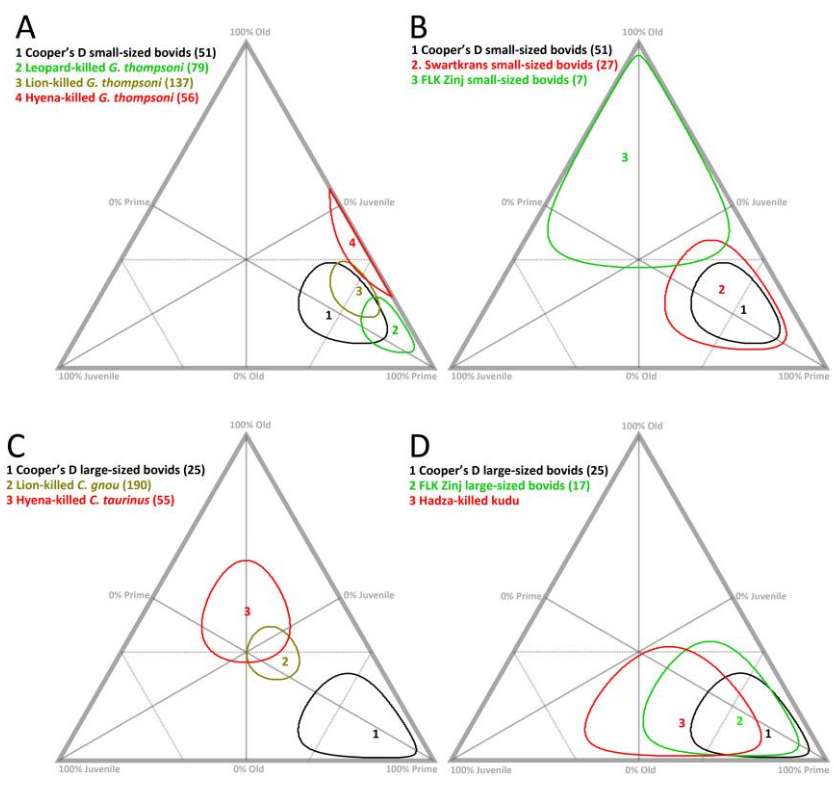 A
100% Old
1 Cooper's D small-sized bovids (51)
2 Leopard-killed G. thompsoni (79)
3 Lion-killed G. thompsoni (137)
4 Hyena-killed G. thompsoni (56)
0% Prime
0% Juvenile
4
3
1
2
100% Juvenile
0% Old
100% Prime
B
100% Old
1 Cooper's D small-sized bovids (51)
2. Swartkrans small-sized bovids (27)
3 FLK Zinj small-sized bovids (7)
3
0% Prime
0% Juvenile
2
1
100% Juvenile
0% Old
100% Prime
C
100% Old
1 Cooper's D large-sized bovids (25)
2 Lion-killed C. gnou (190)
3 Hyena-killed C. taurinus (55)
0% Prime
0% Juvenile
3
2
1
100% Juvenile
0% Old
100% Prime
D
100% Old
1 Cooper's D large-sized bovids (25)
2 FLK Zinj large-sized bovids (17)
3 Hadza-killed kudu
0% Prime
0% Juvenile
3
2
1
100% Juvenile
0% Old
100% Prime